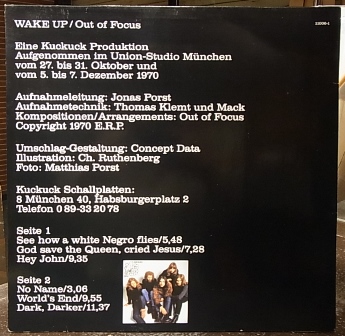 WAKE UP/Out of Focus
Eine Kuckuck Produktion
Aufgenommen im Union-Studio München
vom 27. bis 31. Oktober und
vom 5. bis 7. Dezember 1970
Aufnahmeleitung: Jonas Porst
Aufnahmetechnik: Thomas Klemt und Mack
Kompositionen/Arrangements: Out of Focus
Copyright 1970 E.R.P.
Umschlag-Gestaltung: Concept Data
Illustration: Ch. Ruthenberg
Foto: Matthias Porst
Kuckuck Schallplatten:
8 München 40, Habsburgerplatz 2
Telefon 0 89-33 20 78
Seite 1
See how a white Negro flies/5,48
God save the Queen, cried Jesus/7,28
Hey John/9,35
Seite 2
No Name/3,06
World's End/9,55
Dark, Darker/11,37